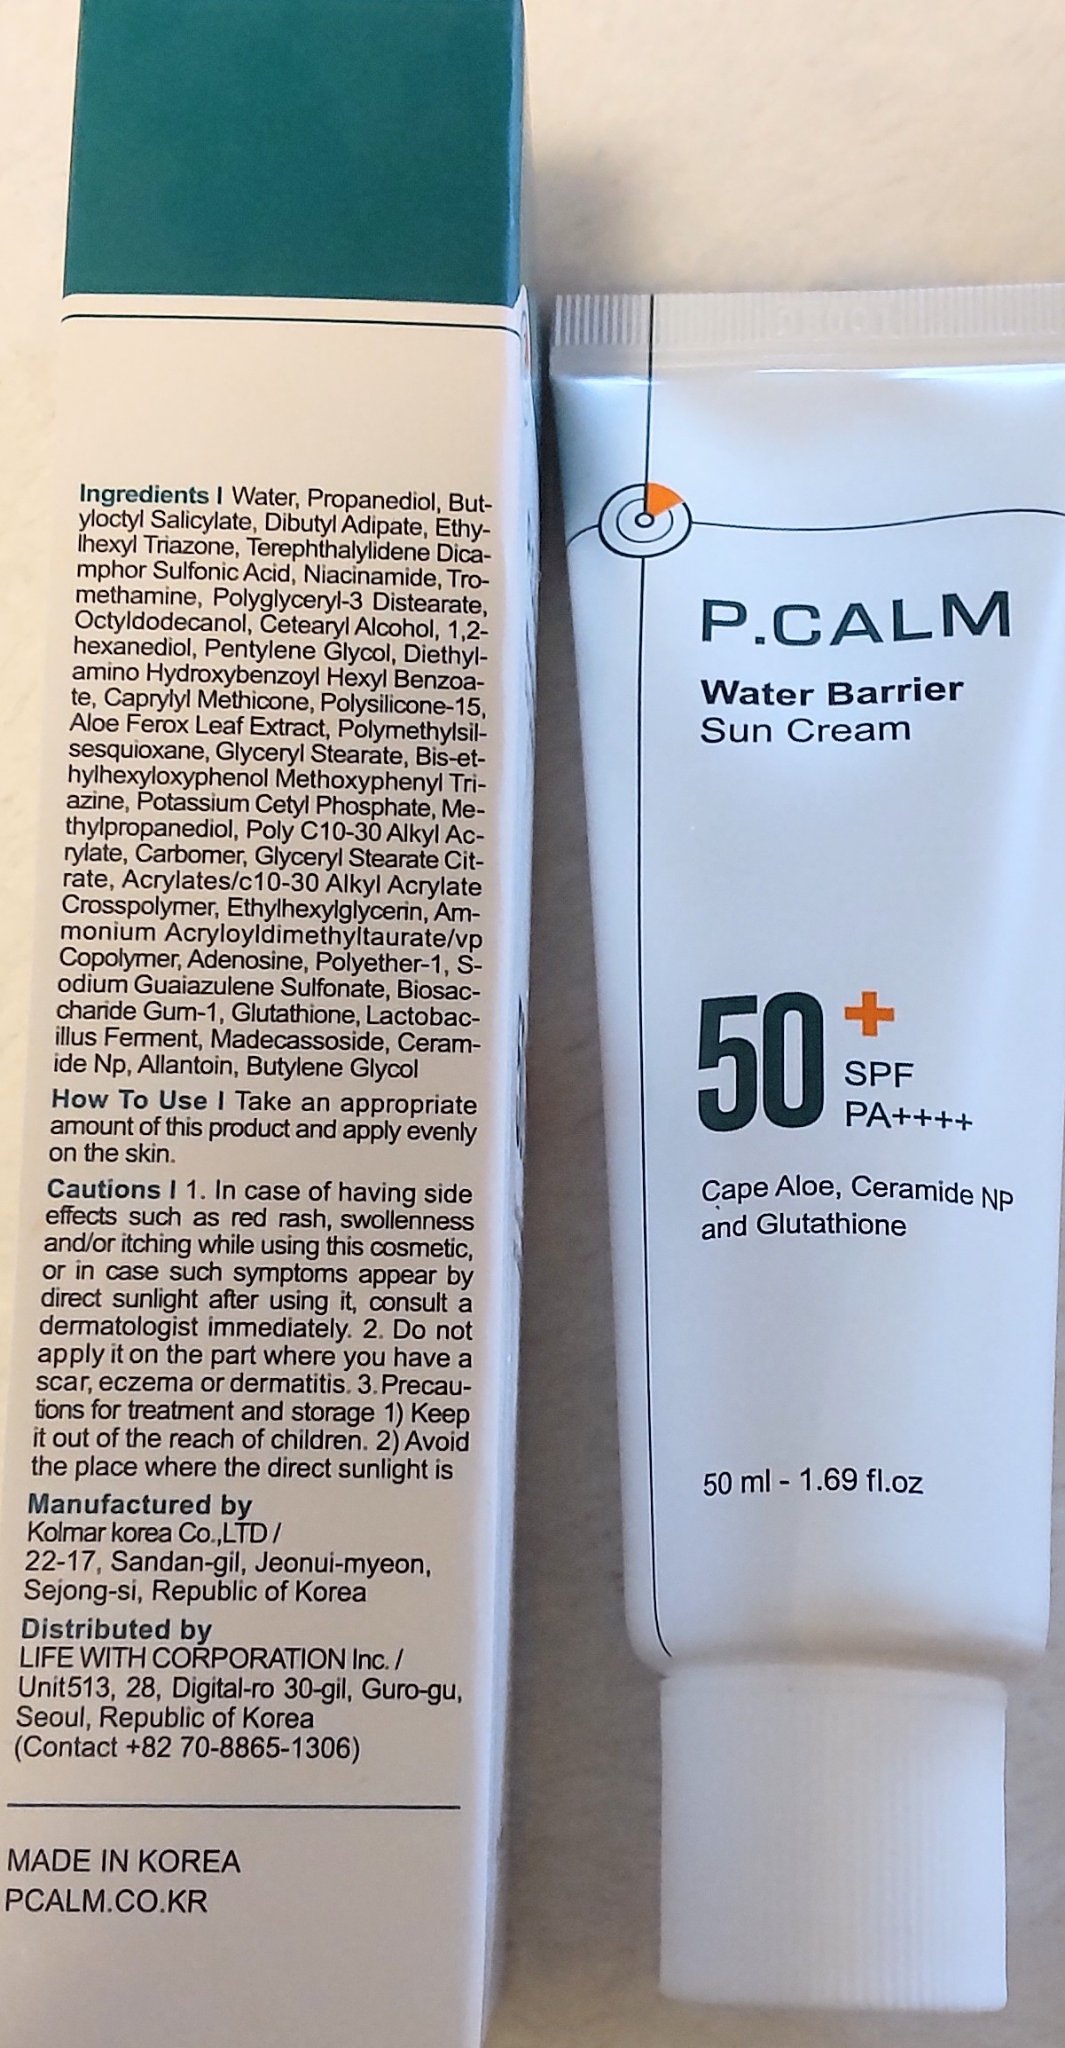 Ingredients I Water, Propanediol, But-
yloctyl Salicylate, Dibutyl Adipate, Ethy-
lhexyl Triazone, Terephthalylidene Dica-
mphor Sulfonic Acid, Niacinamide, Tro-
methamine, Polyglyceryl-3 Distearate,
Octyldodecanol, Cetearyl Alcohol, 1,2-
hexanediol, Pentylene Glycol, Diethyl-
amino Hydroxybenzoyl Hexyl Benzoa-
te, Caprylyl Methicone, Polysilicone-15,
Aloe Ferox Leaf Extract, Polymethylsil-
sesquioxane, Glyceryl Stearate, Bis-et-
hylhexyloxyphenol Methoxyphenyl Tri-
azine, Potassium Cetyl Phosphate, Me-
thylpropanediol, Poly C10-30 Alkyl Ac-
rylate, Carbomer, Glyceryl Stearate Cit-
rate, Acrylates/c10-30 Alkyl Acrylate
Crosspolymer, Ethylhexylglycerin, Am-
monium Acryloyldimethyltaurate/vp
Copolymer, Adenosine, Polyether-1, S-
odium Guaiazulene Sulfonate, Biosac-
charide Gum-1, Glutathione, Lactobac-
illus Ferment, Madecassoside, Ceram-
ide Np, Allantoin, Butylene Glycol
How To Use I Take an appropriate
amount of this product and apply evenly
on the skin.
Cautions I 1. In case of having side
effects such as red rash, swollenness
and/or itching while using this cosmetic,
or in case such symptoms appear by
direct sunlight after using it, consult a
dermatologist immediately. 2. Do not
apply it on the part where you have a
scar, eczema or dermatitis. 3.Precau-
tions for treatment and storage 1) Keep
it out of the reach of children. 2) Avoid
the place where the direct sunlight is
Manufactured by
Kolmar korea Co.,LTD /
22-17, Sandan-gil, Jeonui-myeon,
Sejong-si, Republic of Korea
Distributed by
LIFE WITH CORPORATION Inc. /
Unit513, 28, Digital-ro 30-gil, Guro-gu,
Seoul, Republic of Korea
(Contact +82 70-8865-1306)
MADE IN KOREA
PCALM.CO.KR
P.CALM
Water Barrier
Sun Cream
50+
SPF
PA++++
Cape Aloe, Ceramide NP
and Glutathione
50 ml - 1.69 fl.oz